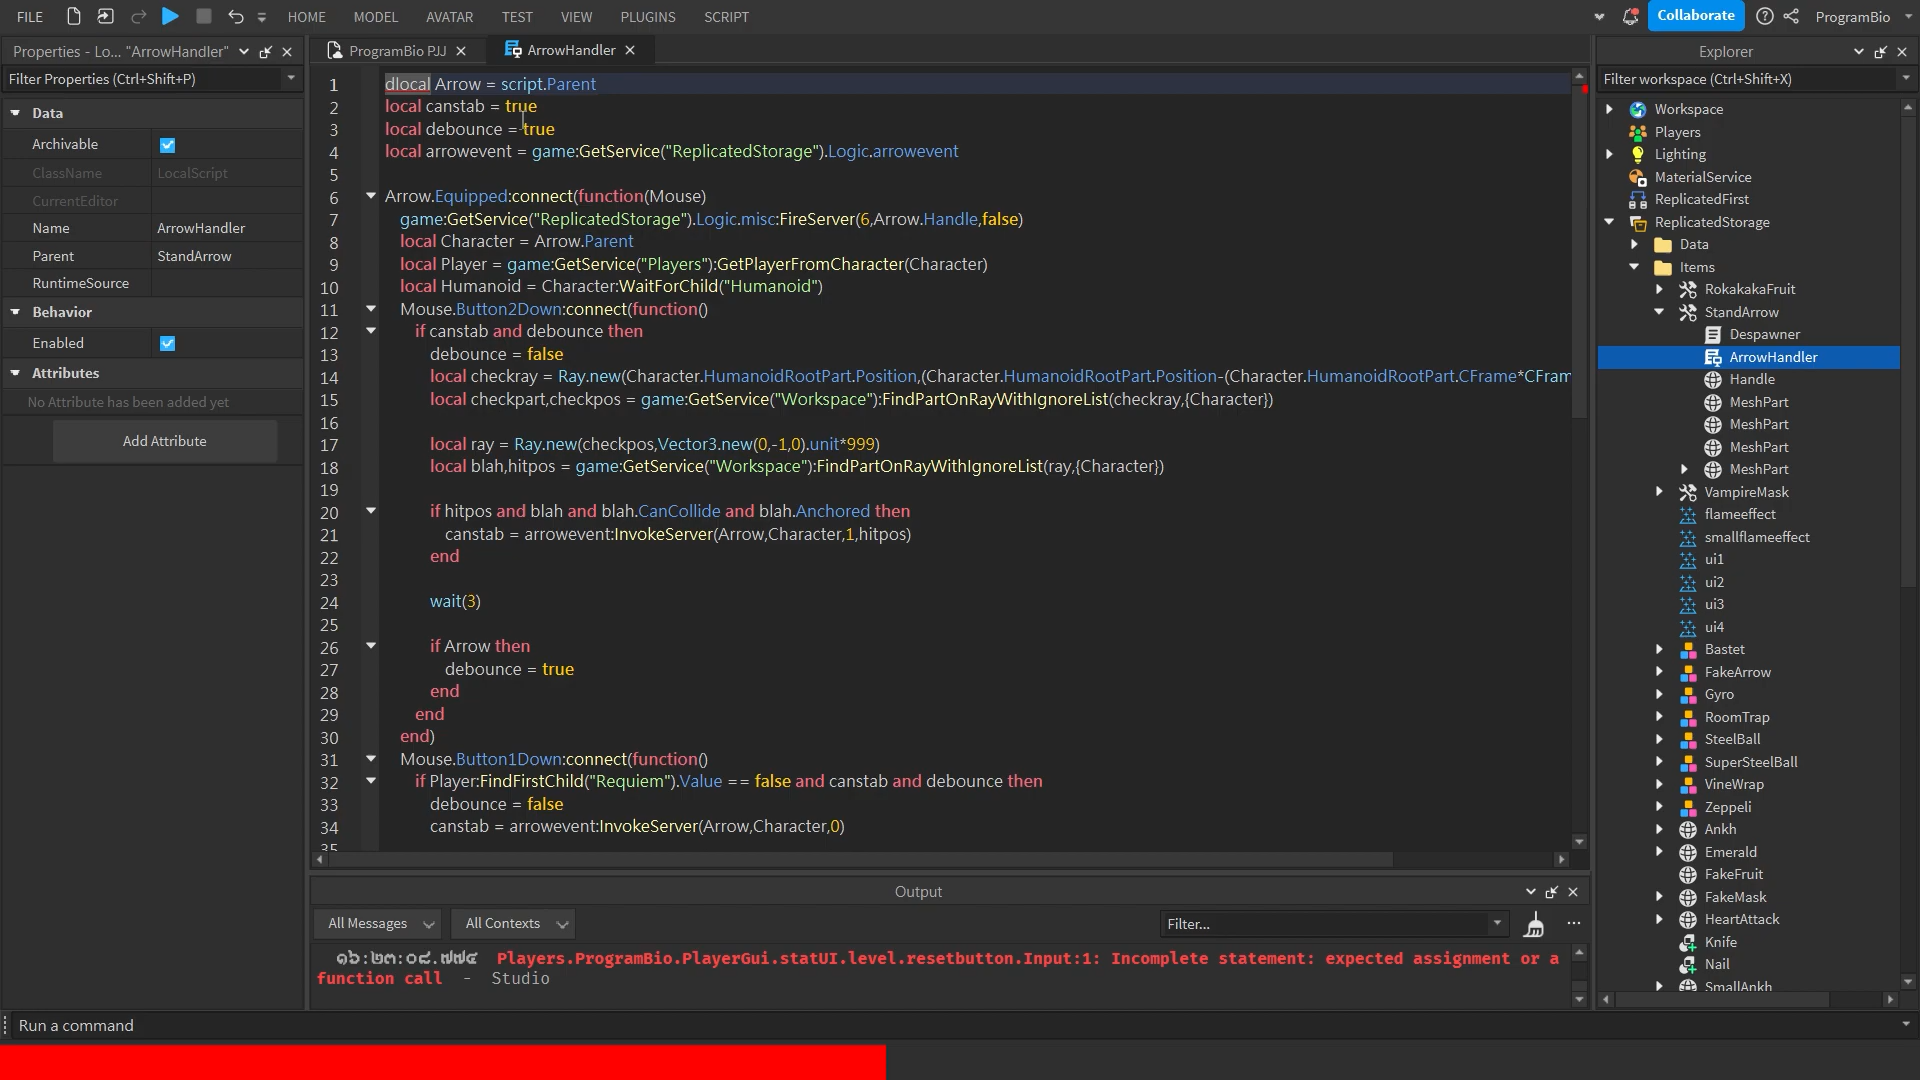 FILE HOME MODEL AVATAR TEST VIEW PLUGINS SCRIPT Collaborate ProgramBio
Properties - Lo... "ArrowHandler"
Filter Properties (Ctrl+Shift+P)
Data
Archivable
ClassName LocalScript
CurrentEditor
Name ArrowHandler
Parent StandArrow
RuntimeSource
Behavior
Enabled
Attributes
No Attribute has been added yet
Add Attribute
ProgramBio PJJ ArrowHandler
1 dlocal Arrow = script.Parent
2 local canstab = true
3 local debounce = true
4 local arrowevent = game:GetService("ReplicatedStorage").Logic.arrowevent
5
6 Arrow.Equipped:connect(function(Mouse)
7 game:GetService("ReplicatedStorage").Logic.misc:FireServer(6,Arrow.Handle,false)
8 local Character = Arrow.Parent
9 local Player = game:GetService("Players"):GetPlayerFromCharacter(Character)
10 local Humanoid = Character:WaitForChild("Humanoid")
11 Mouse.Button2Down:connect(function()
12 if canstab and debounce then
13 debounce = false
14 local checkray = Ray.new(Character.HumanoidRootPart.Position,(Character.HumanoidRootPart.Position-(Character.HumanoidRootPart.CFrame*CFram
15 local checkpart,checkpos = game:GetService("Workspace"):FindPartOnRayWithIgnoreList(checkray,{Character})
16
17 local ray = Ray.new(checkpos,Vector3.new(0,-1,0).unit*999)
18 local blah,hitpos = game:GetService("Workspace"):FindPartOnRayWithIgnoreList(ray,{Character})
19
20 if hitpos and blah and blah.CanCollide and blah.Anchored then
21 canstab = arrowevent:InvokeServer(Arrow,Character,1,hitpos)
22 end
23
24 wait(3)
25
26 if Arrow then
27 debounce = true
28 end
29 end
30 end)
31 Mouse.Button1Down:connect(function()
32 if Player:FindFirstChild("Requiem").Value == false and canstab and debounce then
33 debounce = false
34 canstab = arrowevent:InvokeServer(Arrow,Character,0)
35
Output
All Messages All Contexts Filter...
Players.ProgramBio.PlayerGui.statUI.level.resetbutton.Input:1: Incomplete statement: expected assignment or a
function call - Studio
Run a command
Explorer
Filter workspace (Ctrl+Shift+X)
Workspace
Players
Lighting
MaterialService
ReplicatedFirst
ReplicatedStorage
Data
Items
RokakakaFruit
StandArrow
Despawner
ArrowHandler
Handle
MeshPart
MeshPart
MeshPart
MeshPart
VampireMask
flameeffect
smallflameeffect
ui1
ui2
ui3
ui4
Bastet
FakeArrow
Gyro
RoomTrap
SteelBall
SuperSteelBall
VineWrap
Zeppeli
Ankh
Emerald
FakeFruit
FakeMask
HeartAttack
Knife
Nail
SmallAnkh